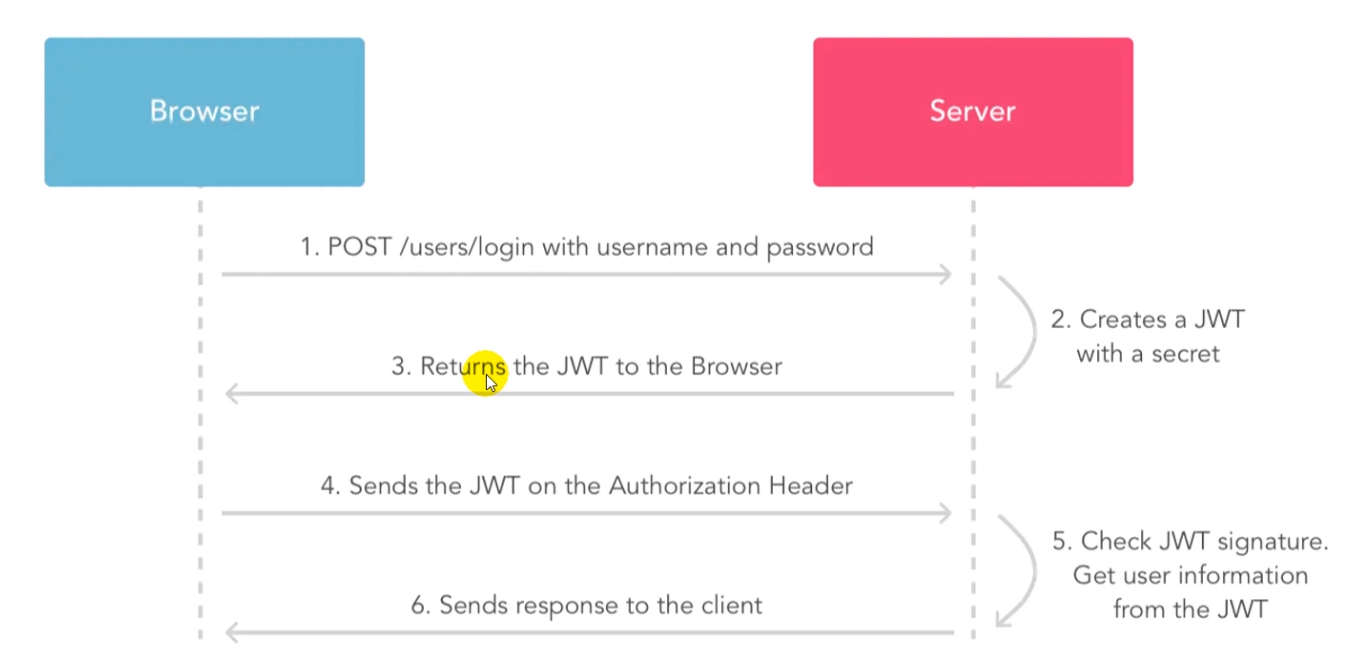 Browser
Server
1. POST /users/login with username and password
2. Creates a JWT
with a secret
3. Returns the JWT to the Browser
4. Sends the JWT on the Authorization Header
5. Check JWT signature.
Get user information
from the JWT
6. Sends response to the client